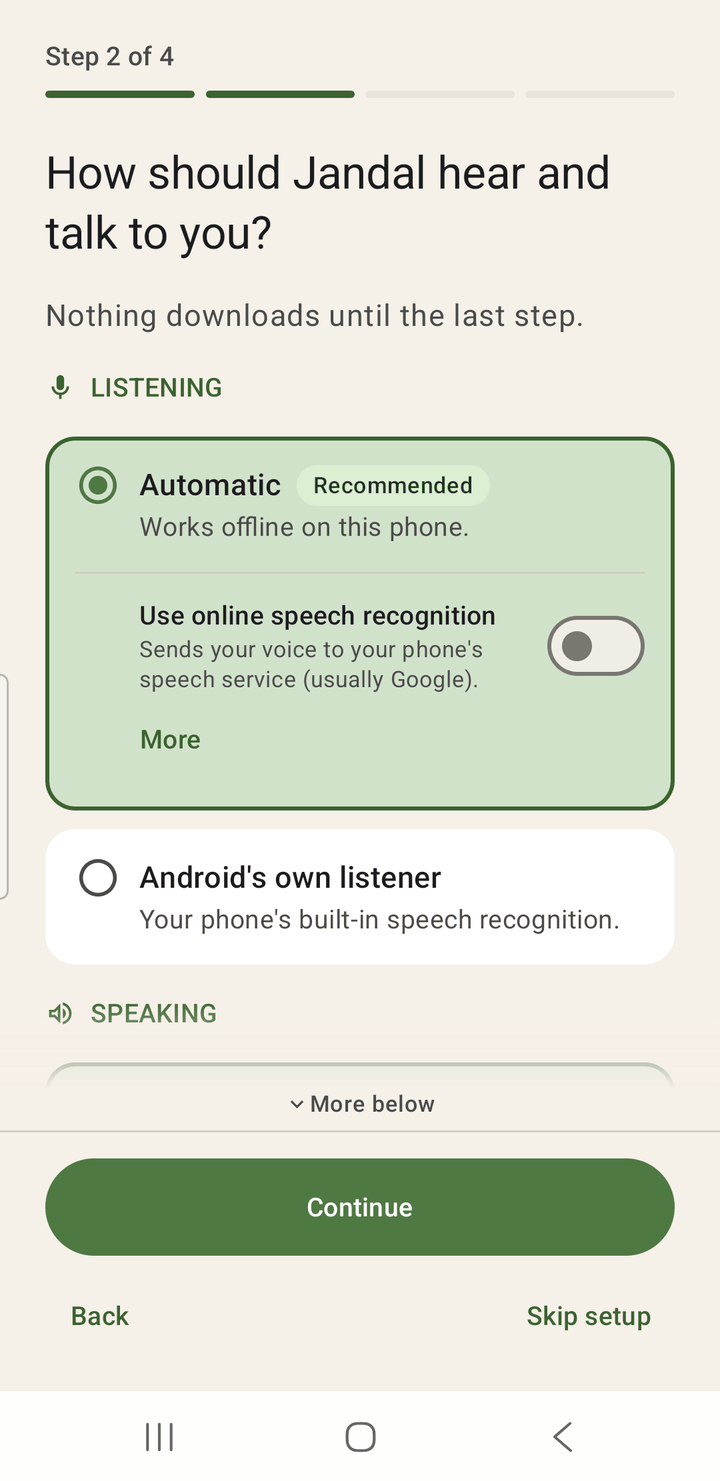 Step 2 of 4
How should Jandal hear and
talk to you?
Nothing downloads until the last step.
LISTENING
Automatic Recommended
Works offline on this phone.
Use online speech recognition
Sends your voice to your phone's
speech service (usually Google).
More
Android's own listener
Your phone's built-in speech recognition.
SPEAKING
More below
Continue
Back Skip setup